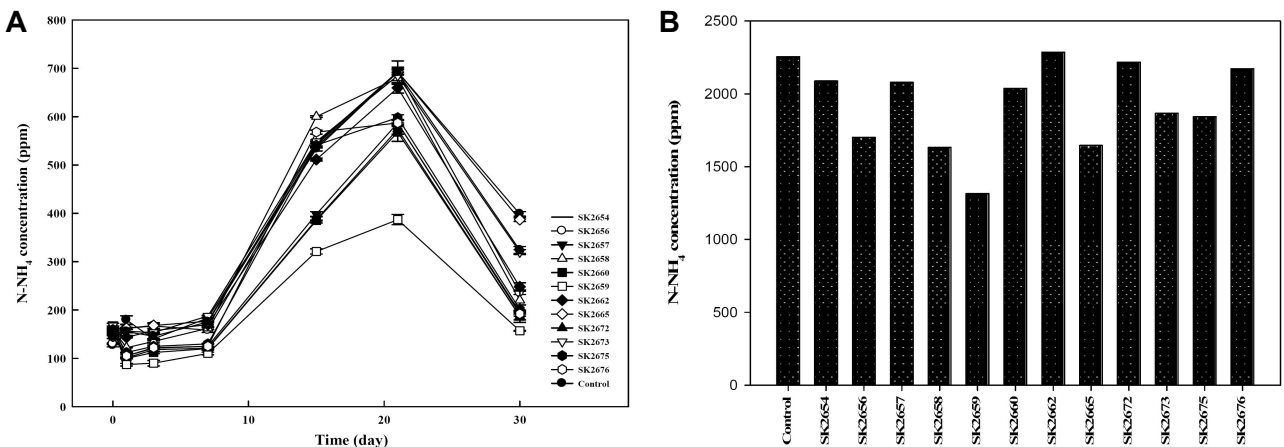 A
800
700
600
500
400
300
200
100
0
N-NH4 concentration (ppm)
0 10 20 30
Time (day)
SK2654
SK2656
SK2657
SK2658
SK2660
SK2659
SK2662
SK2665
SK2672
SK2673
SK2675
SK2676
Control
B
2500
2000
1500
1000
500
0
N-NH4 concentration (ppm)
Control
SK2654
SK2656
SK2657
SK2658
SK2659
SK2660
SK2662
SK2665
SK2672
SK2673
SK2675
SK2676